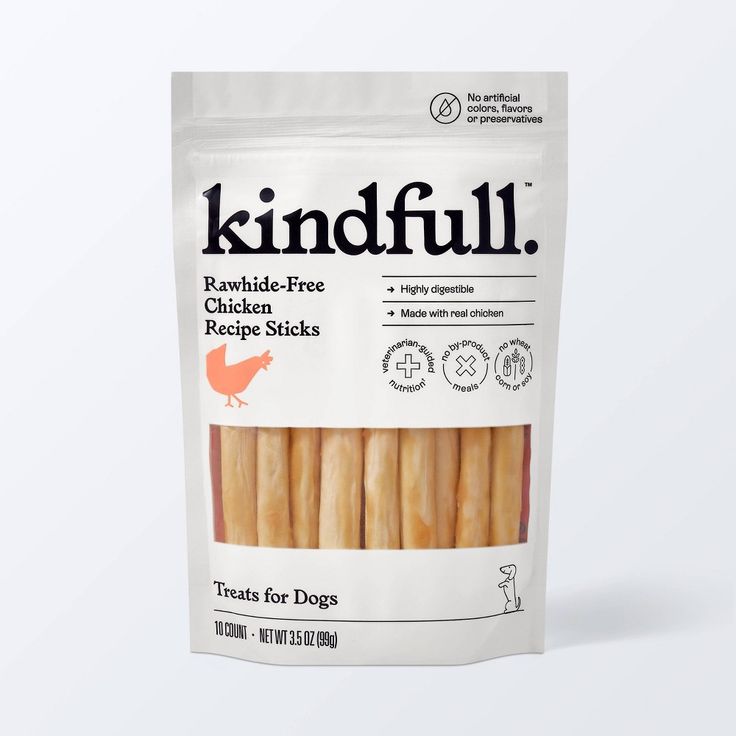 No artificial
colors, flavors
or preservatives
kindfull.™
Rawhide-Free
Chicken
Recipe Sticks
→ Highly digestible
→ Made with real chicken
veterinarian-guided
nutrition†
no by-product
meals
no wheat
corn or soy
Treats for Dogs
10 COUNT • NET WT 3.5 OZ (99g)